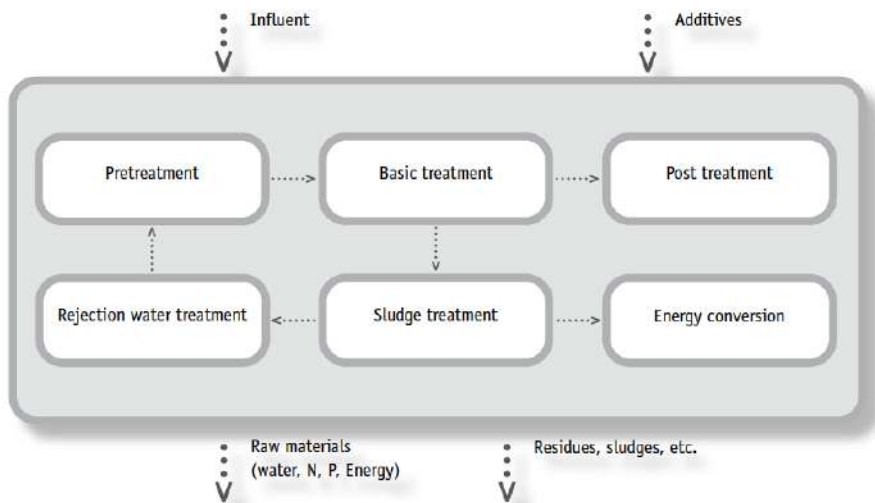 Influent
Additives
Pretreatment
Basic treatment
Post treatment
Rejection water treatment
Sludge treatment
Energy conversion
Raw materials
(water, N, P, Energy)
Residues, sludges, etc.